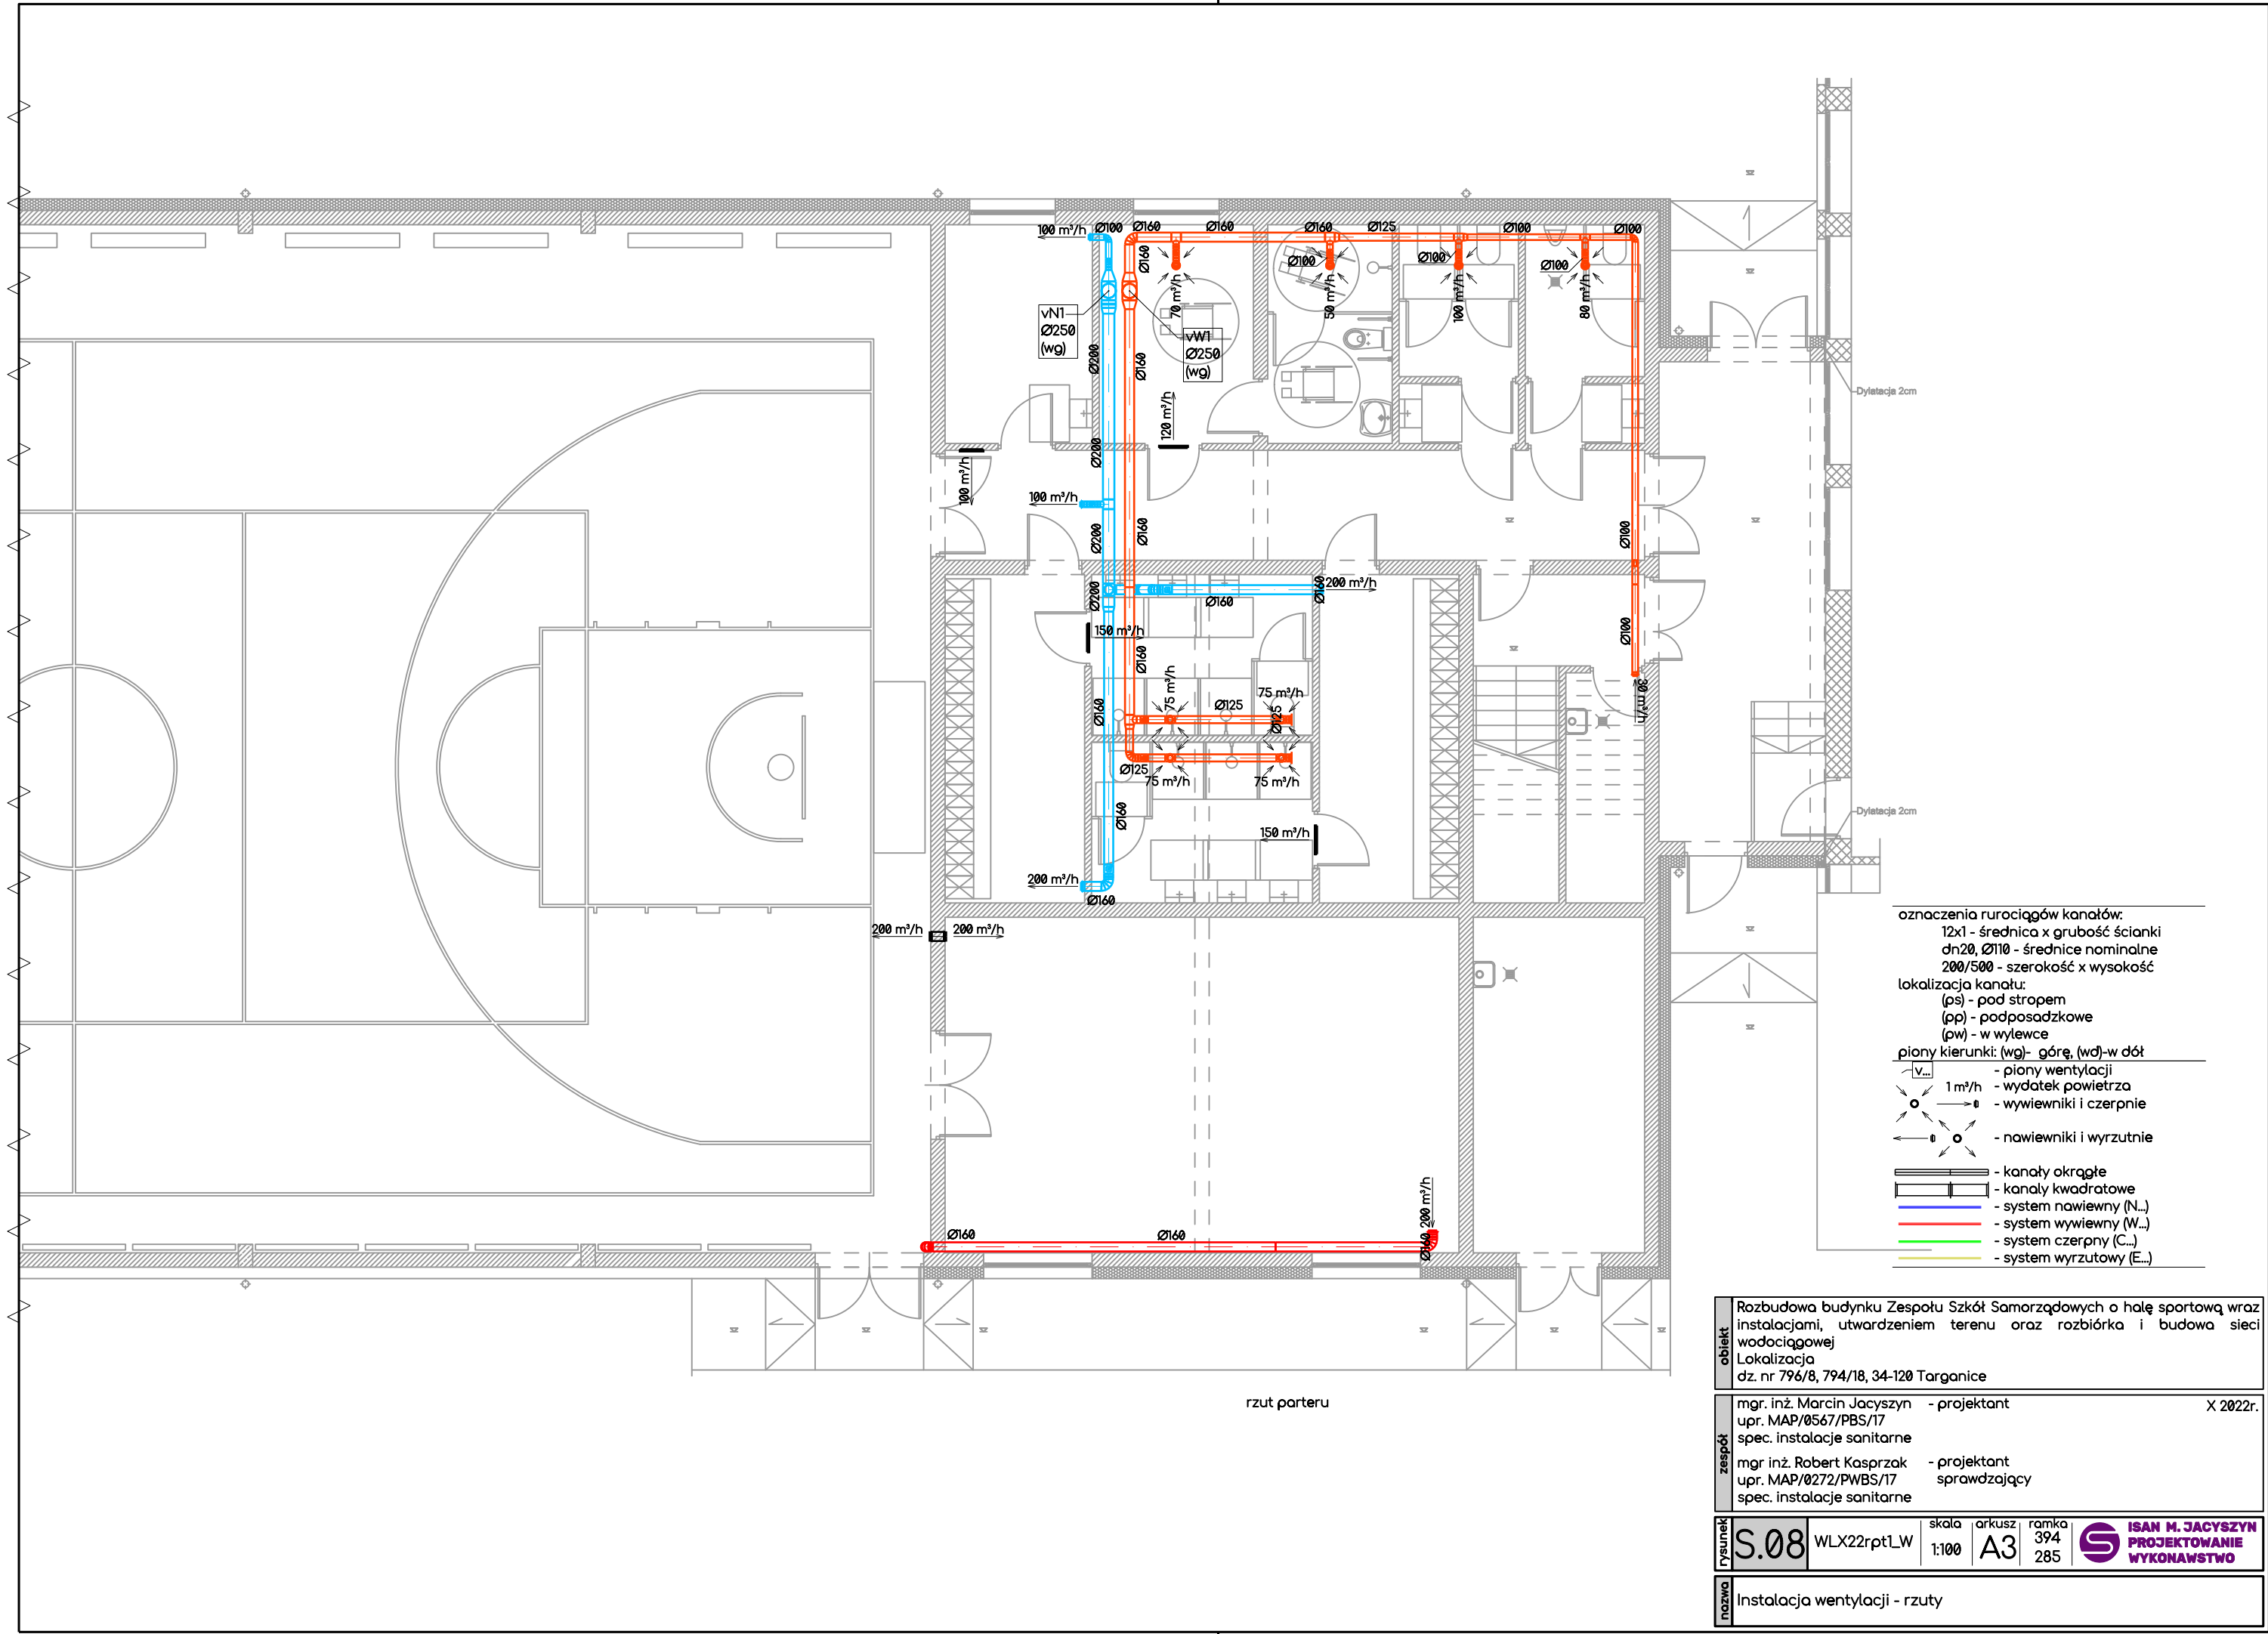 100 m³/h
Ø100
Ø160
Ø160
Ø160
Ø125
Ø100
Ø100
Ø160
70 m³/h
Ø100
50 m³/h
Ø100
100 m³/h
Ø100
80 m³/h
vN1
Ø250
(wg)
vW1
Ø250
(wg)
Ø200
Ø160
120 m³/h
Ø200
100 m³/h
100 m³/h
Ø200
Ø160
Ø100
Ø200
Ø160
Ø160
200 m³/h
150 m³/h
Ø160
Ø100
75 m³/h
75 m³/h
Ø125
Ø125
30 m³/h
Ø160
Ø125
75 m³/h
75 m³/h
Ø160
150 m³/h
200 m³/h
Ø160
200 m³/h
200 m³/h
Ø160
Ø160
Ø160
200 m³/h
Dylatacja 2cm
Dylatacja 2cm
rzut parteru
oznaczenia rurociągów kanałów:
12x1 - średnica x grubość ścianki
dn20, Ø110 - średnice nominalne
200/500 - szerokość x wysokość
lokalizacja kanału:
(ps) - pod stropem
(pp) - podposadzkowe
(pw) - w wylewce
piony kierunki: (wg)- górę, (wd)-w dół
v... - piony wentylacji
1 m³/h - wydatek powietrza
- wywiewniki i czerpnie
- nawiewniki i wyrzutnie
- kanały okrągłe
- kanaly kwadratowe
- system nawiewny (N...)
- system wywiewny (W...)
- system czerpny (C...)
- system wyrzutowy (E...)
obiekt
Rozbudowa budynku Zespołu Szkół Samorządowych o halę sportową wraz
instalacjami, utwardzeniem terenu oraz rozbiórka i budowa sieci
wodociągowej
Lokalizacja
dz. nr 796/8, 794/18, 34-120 Targanice
zespół
mgr. inż. Marcin Jacyszyn - projektant X 2022r.
upr. MAP/0567/PBS/17
spec. instalacje sanitarne
mgr inż. Robert Kasprzak - projektant
upr. MAP/0272/PWBS/17 sprawdzający
spec. instalacje sanitarne
rysunek
S.08
WLX22rpt1_W
skala
1:100
arkusz
A3
ramka
394
285
ISAN M. JACYSZYN
PROJEKTOWANIE
WYKONAWSTWO
nazwa
Instalacja wentylacji - rzuty